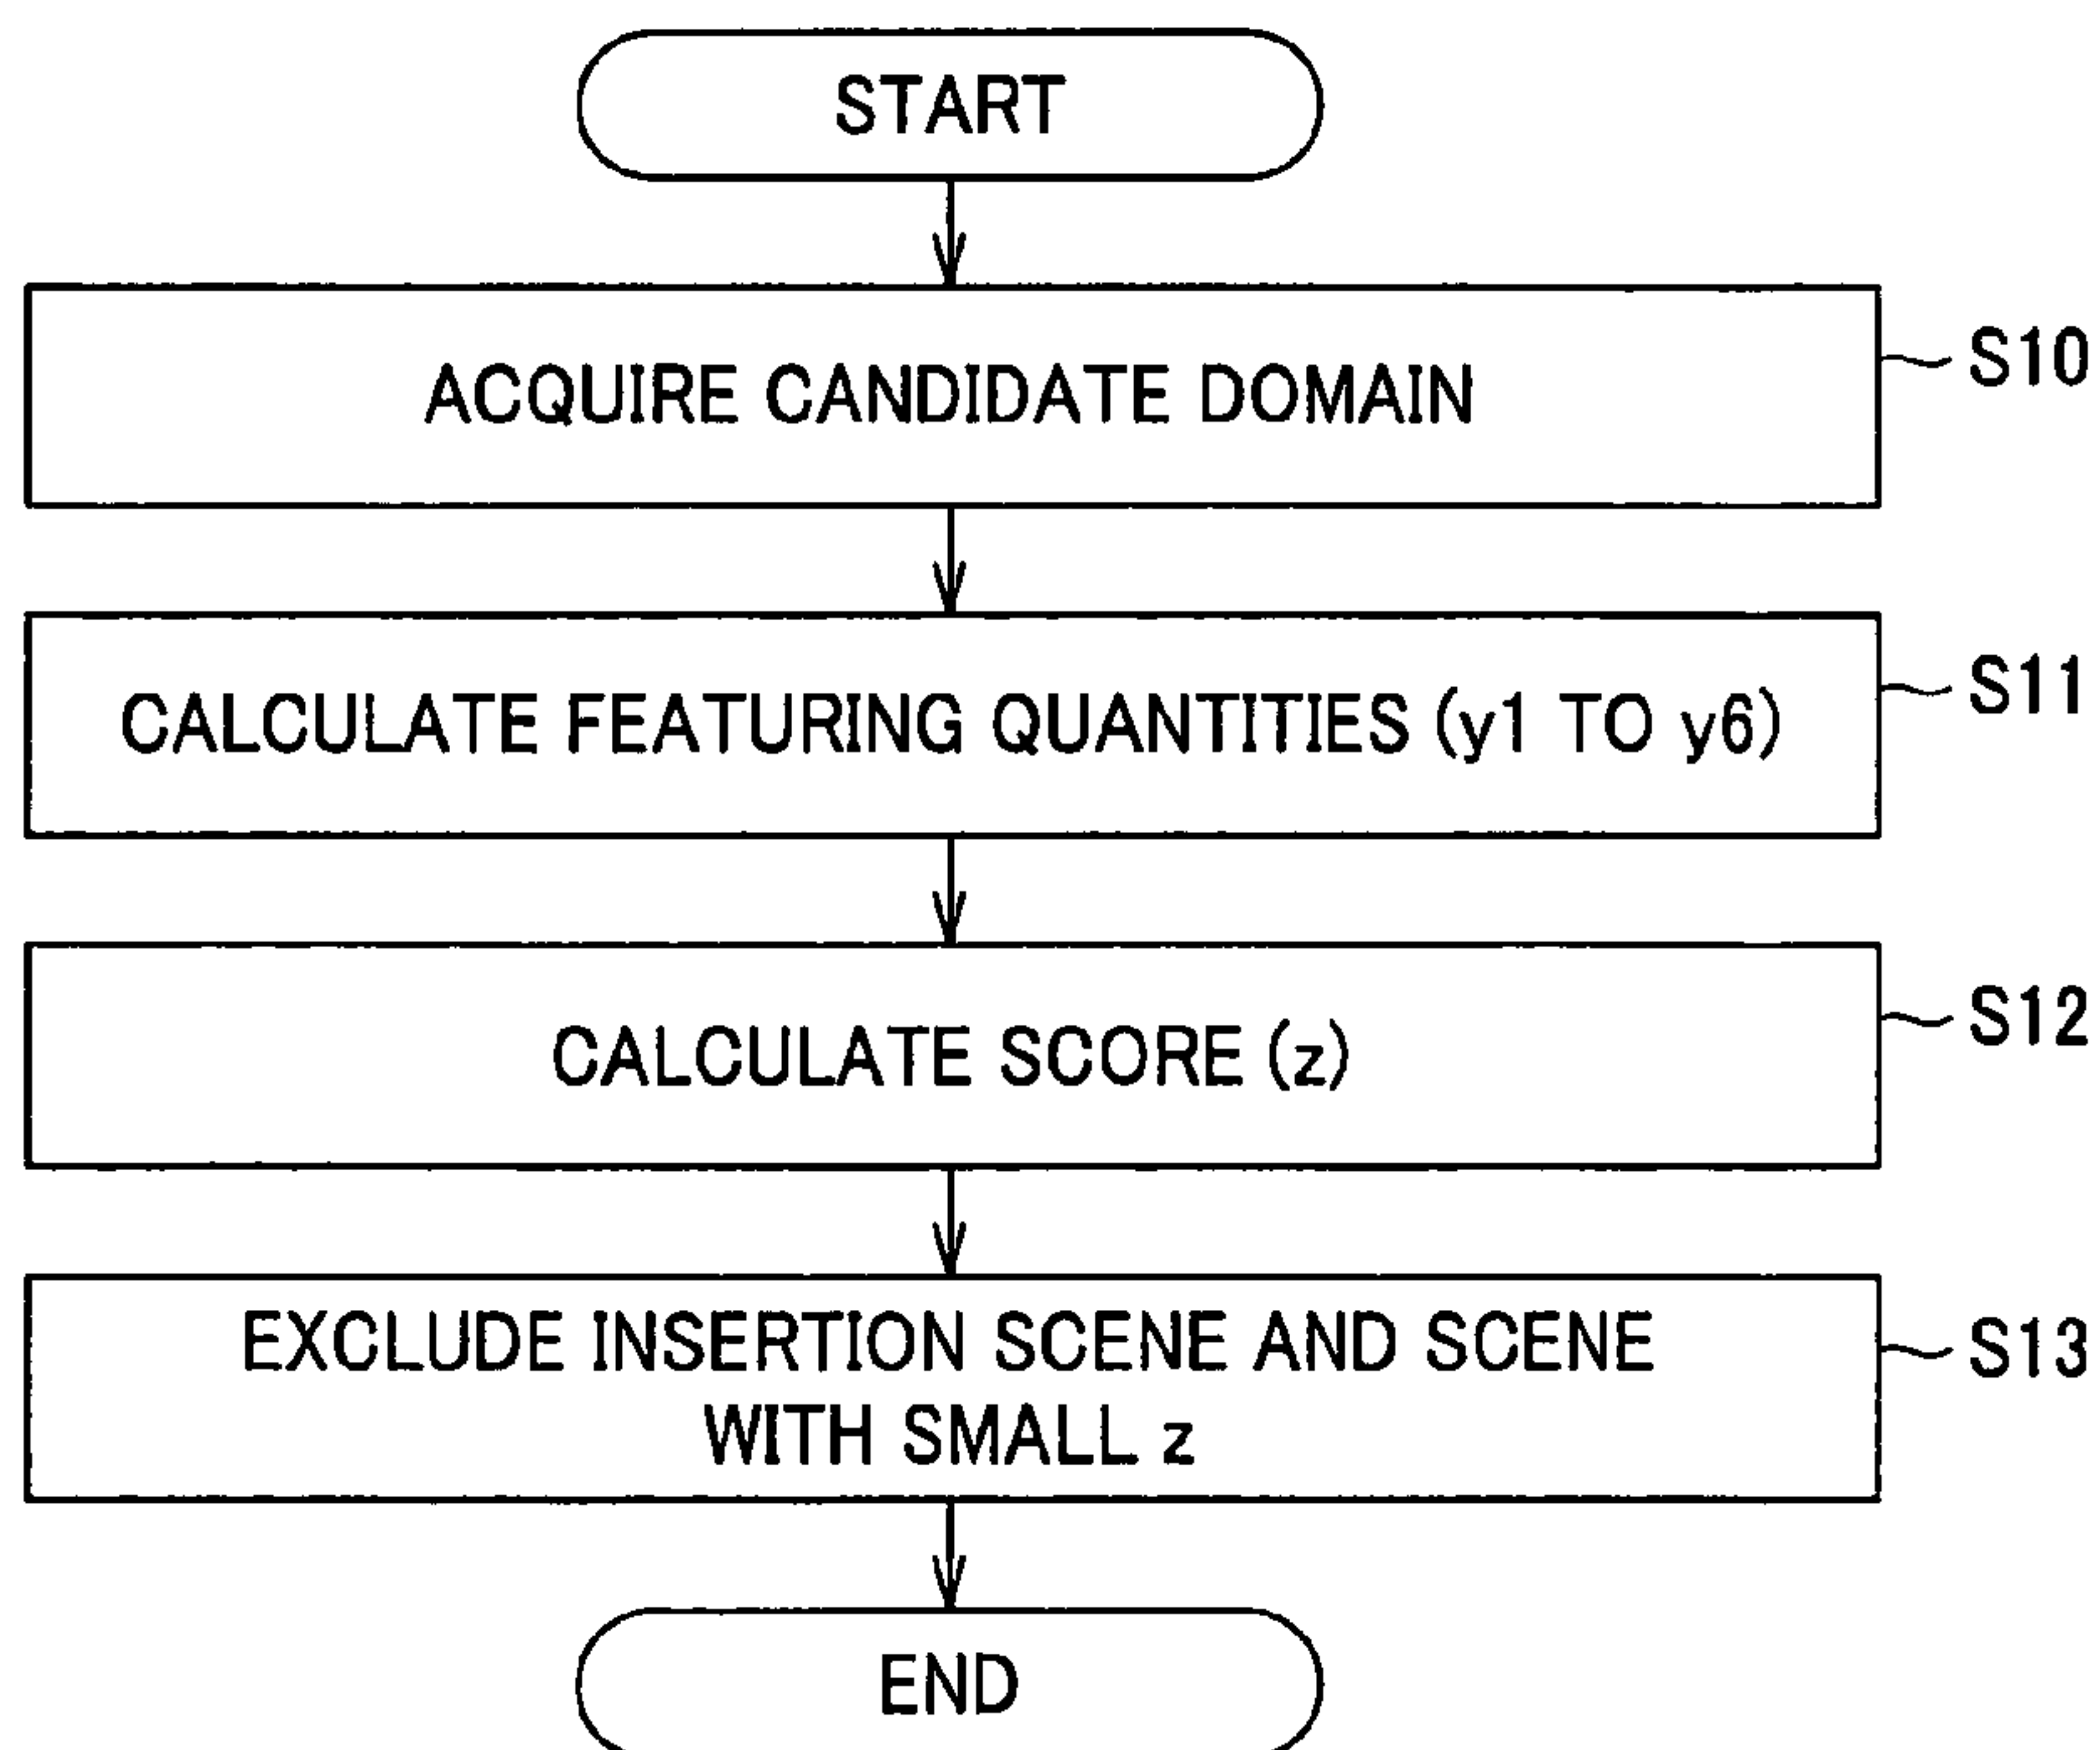 START
ACQUIRE CANDIDATE DOMAIN
S10
CALCULATE FEATURING QUANTITIES (y1 TO y6)
S11
CALCULATE SCORE (z)
S12
EXCLUDE INSERTION SCENE AND SCENE
WITH SMALL z
S13
END